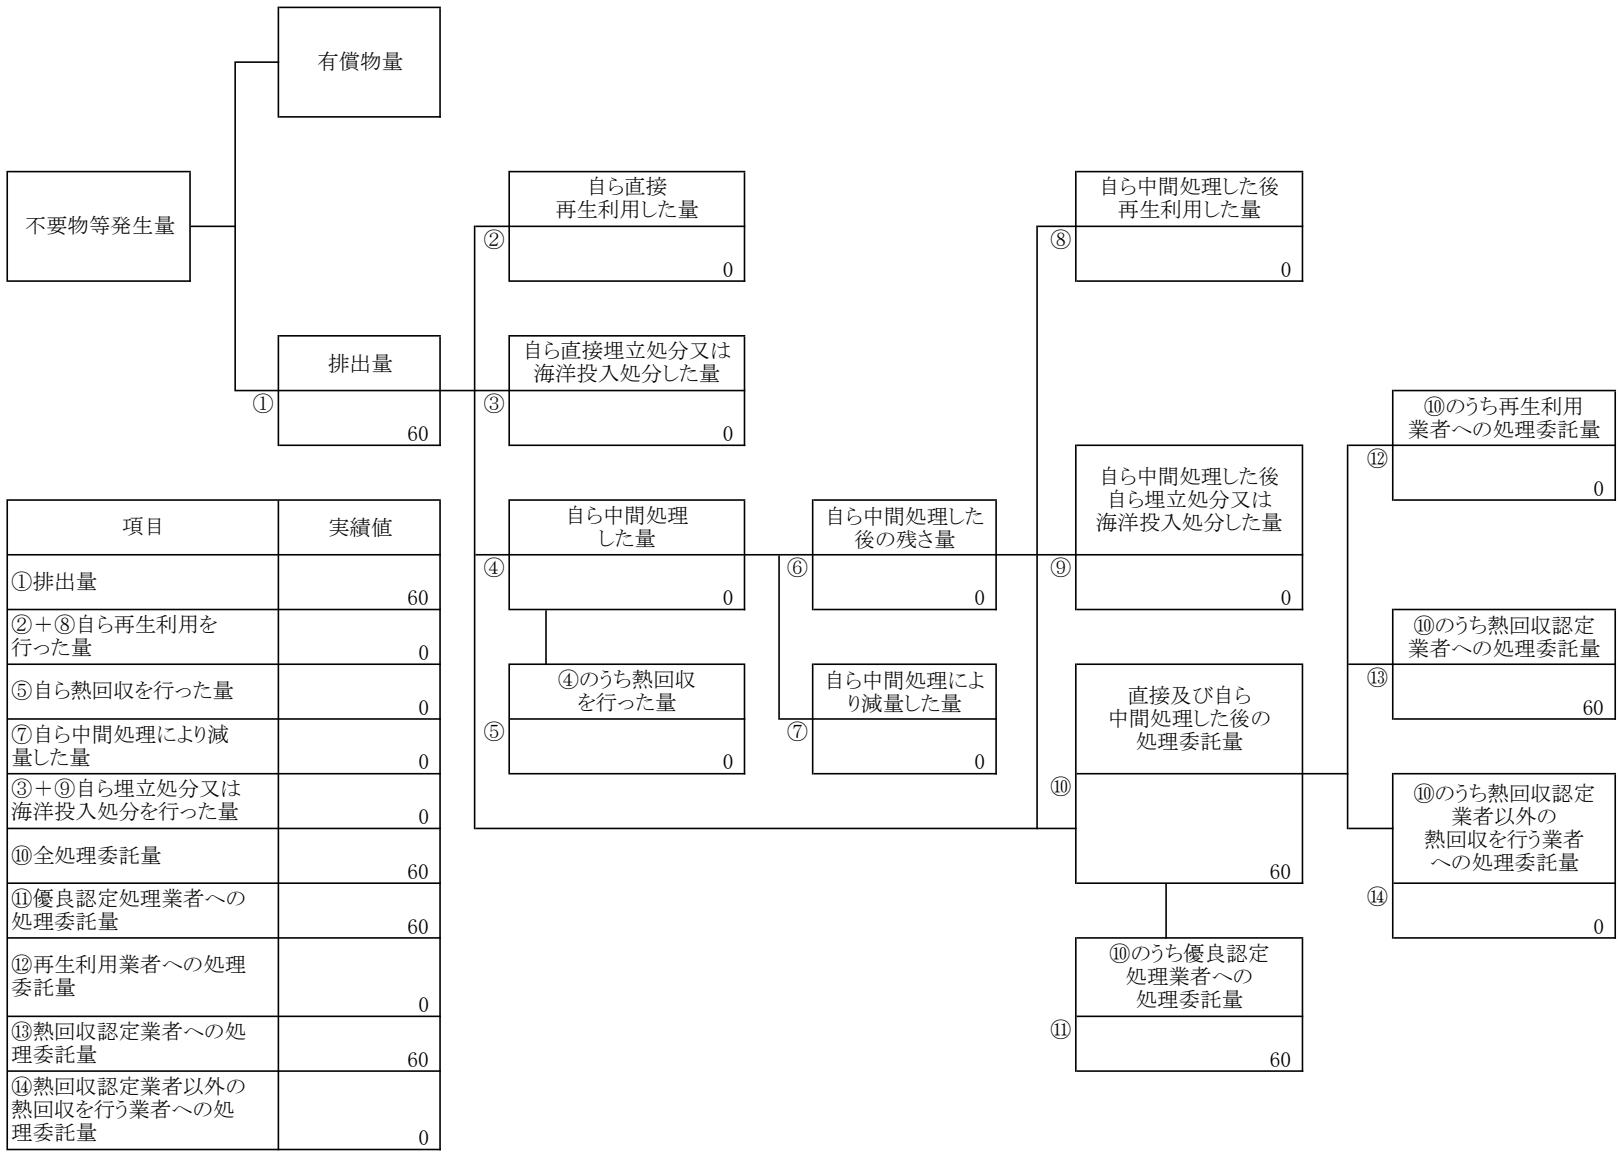 有償物量
不要物等発生量
排出量
①
60
自ら直接
再生利用した量
②
0
自ら直接埋立処分又は
海洋投入処分した量
③
0
自ら中間処理
した量
④
0
④のうち熱回収
を行った量
⑤
0
自ら中間処理した
後の残さ量
⑥
0
自ら中間処理によ
り減量した量
⑦
0
自ら中間処理した後
再生利用した量
⑧
0
自ら中間処理した後
自ら埋立処分又は
海洋投入処分した量
⑨
0
直接及び自ら
中間処理した後の
処理委託量
⑩
60
⑩のうち優良認定
処理業者への
処理委託量
⑪
60
⑩のうち再生利用
業者への処理委託量
⑫
0
⑩のうち熱回収認定
業者への処理委託量
⑬
60
⑩のうち熱回収認定
業者以外の
熱回収を行う業者
への処理委託量
⑭
0
項目 実績値
①排出量
60
②＋⑧自ら再生利用を
行った量
0
⑤自ら熱回収を行った量
0
⑦自ら中間処理により減
量した量
0
③＋⑨自ら埋立処分又は
海洋投入処分を行った量
0
⑩全処理委託量
60
⑪優良認定処理業者への
処理委託量
60
⑫再生利用業者への処理
委託量
0
⑬熱回収認定業者への処
理委託量
60
⑭熱回収認定業者以外の
熱回収を行う業者への処
理委託量
0